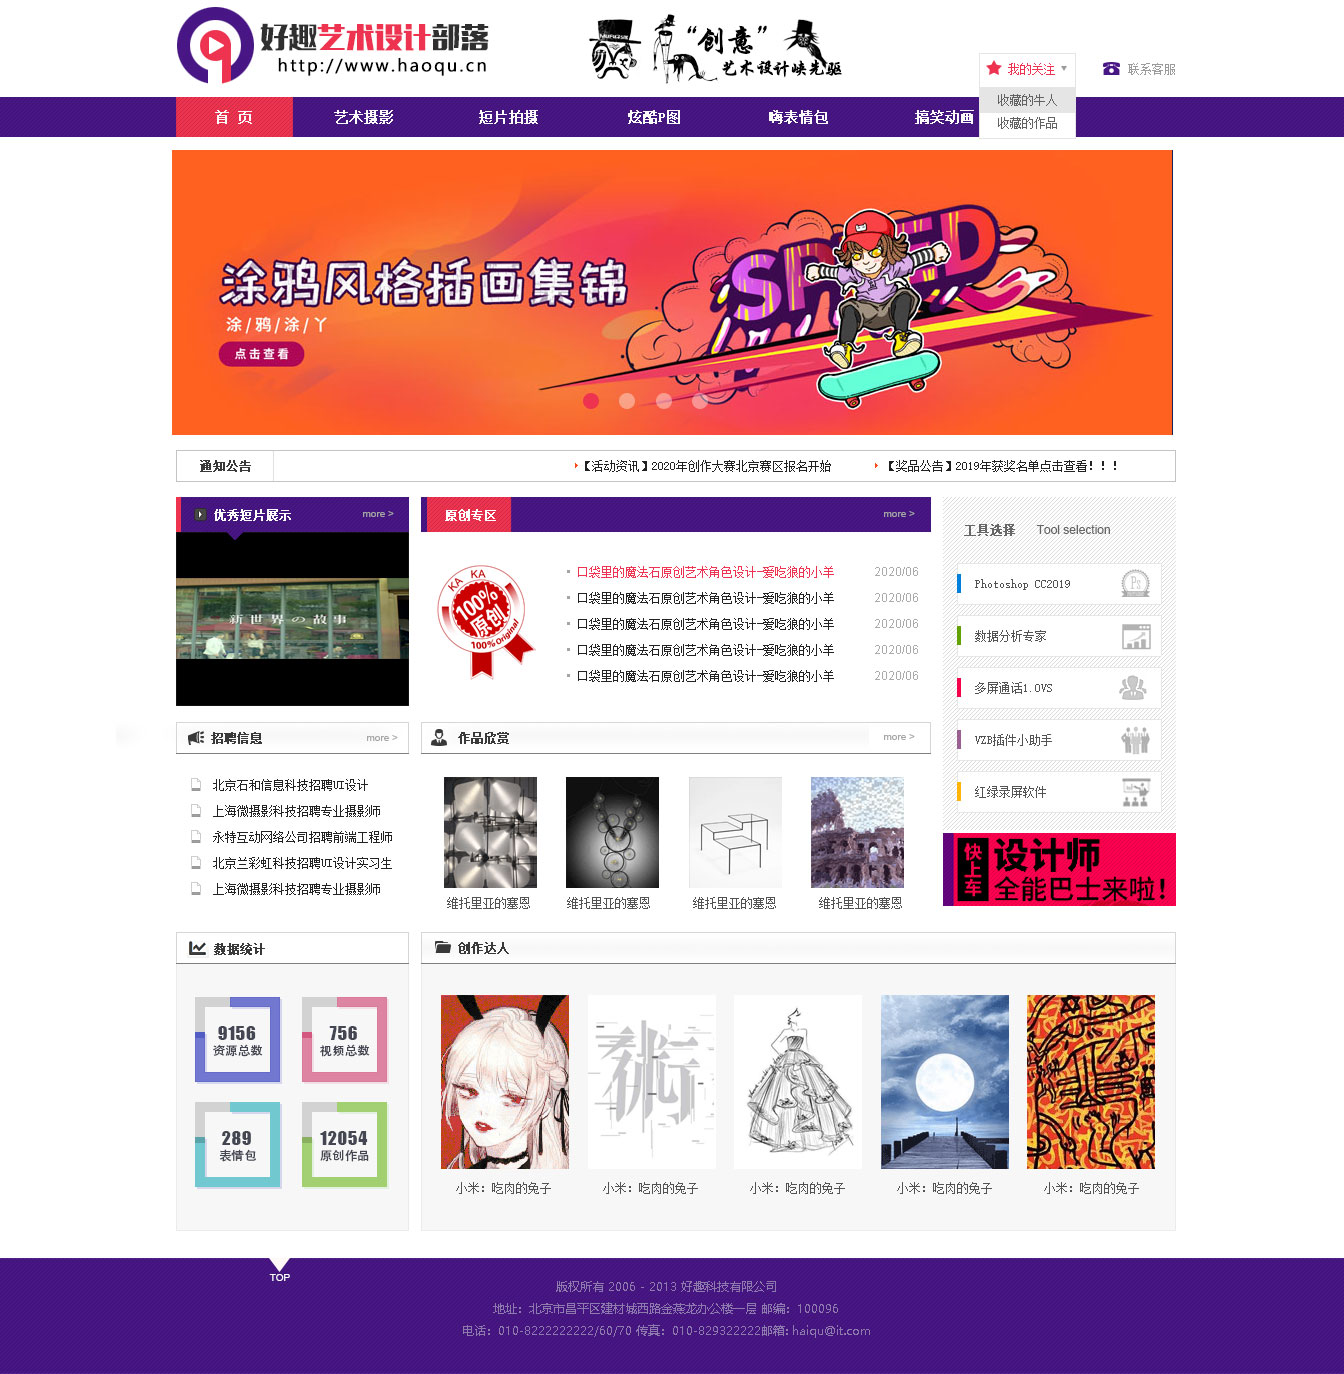 好趣艺术设计部落
http://www.haoqu.cn
“创意”
艺术设计峡先驱
我的关注
联系客服
收藏的牛人
收藏的作品
首 页
艺术摄影
短片拍摄
炫酷P图
嗨表情包
搞笑动画
SPEED
涂鸦风格插画集锦
涂/鸦/涂/丫
点击查看
通知公告
【活动资讯】2020年创作大赛北京赛区报名开始
【奖品公告】2019年获奖名单点击查看！！！
优秀短片展示
more >
新世界の故事
原创专区
more >
KA KA
100%
原创
100%Original
口袋里的魔法石原创艺术角色设计-爱吃狼的小羊 2020/06
口袋里的魔法石原创艺术角色设计-爱吃狼的小羊 2020/06
口袋里的魔法石原创艺术角色设计-爱吃狼的小羊 2020/06
口袋里的魔法石原创艺术角色设计-爱吃狼的小羊 2020/06
口袋里的魔法石原创艺术角色设计-爱吃狼的小羊 2020/06
工具选择 Tool selection
Photoshop CC2019
Ps
数据分析专家
多屏通话1.0VS
VZB插件小助手
红绿录屏软件
快上车
设计师
全能巴士来啦！
招聘信息
more >
北京石和信息科技招聘UI设计
上海微摄影科技招聘专业摄影师
永特互动网络公司招聘前端工程师
北京兰彩虹科技招聘UI设计实习生
上海微摄影科技招聘专业摄影师
作品欣赏
more >
维托里亚的塞恩
维托里亚的塞恩
维托里亚的塞恩
维托里亚的塞恩
数据统计
9156
资源总数
756
视频总数
289
表情包
12054
原创作品
创作达人
小米：吃肉的兔子
小米：吃肉的兔子
小米：吃肉的兔子
小米：吃肉的兔子
小米：吃肉的兔子
TOP
版权所有 2006 - 2013 好趣科技有限公司
地址：北京市昌平区建材城西路金燕龙办公楼一层 邮编：100096
电话：010-8222222222/60/70 传真：010-829322222邮箱: haiqu@it.com